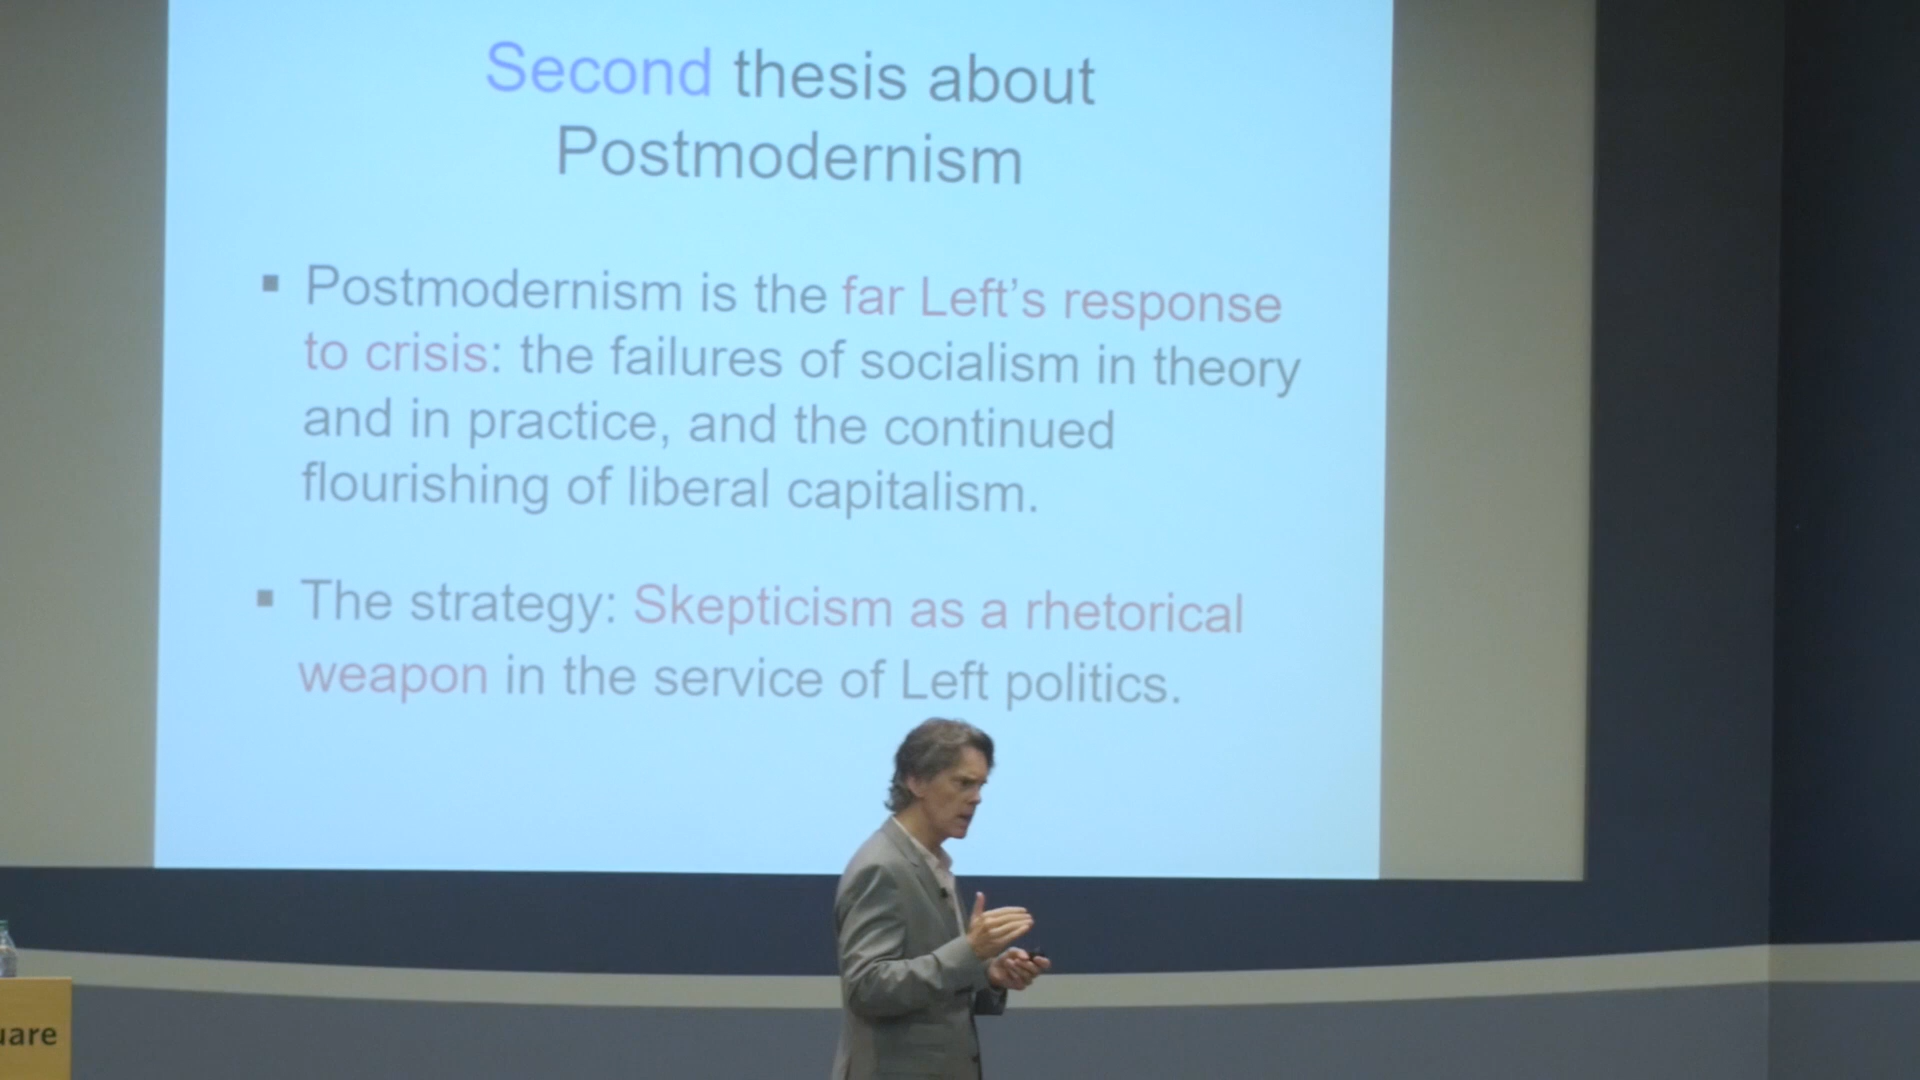 Second thesis about
Postmodernism
▪ Postmodernism is the far Left’s response
to crisis: the failures of socialism in theory
and in practice, and the continued
flourishing of liberal capitalism.
▪ The strategy: Skepticism as a rhetorical
weapon in the service of Left politics.
uare